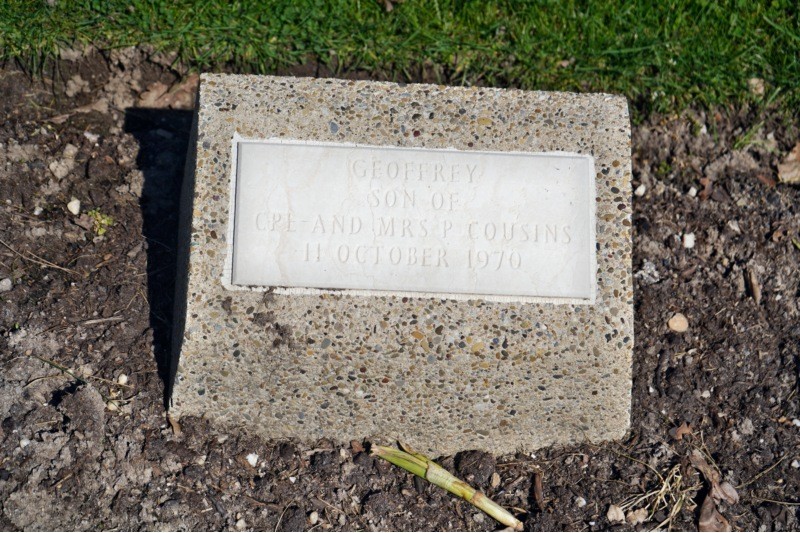 GEOFFREY
SON OF
CPL AND MRS P COUSINS
11 OCTOBER 1970